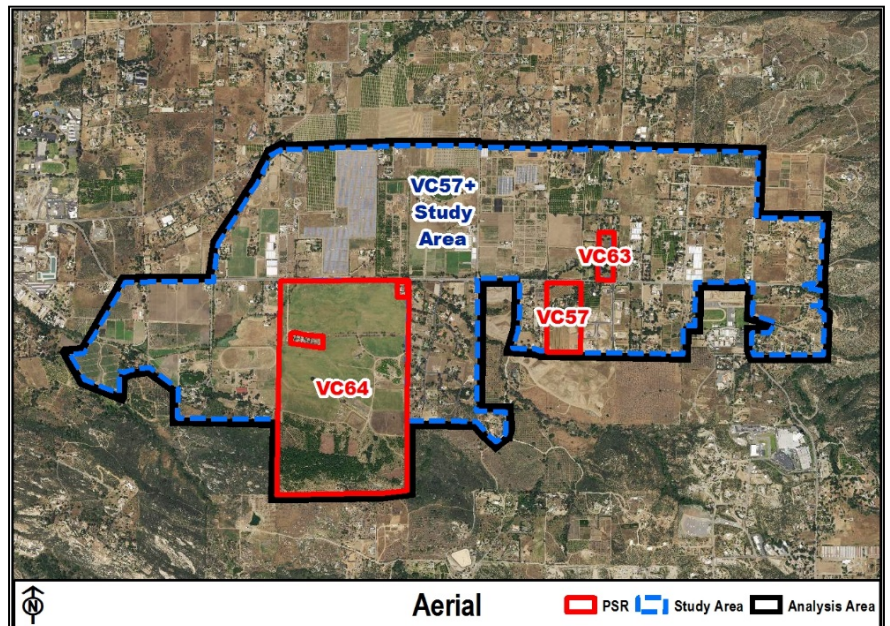 VC57+
Study
Area
VC63
VC57
VC64
N
Aerial
PSR
Study Area
Analysis Area